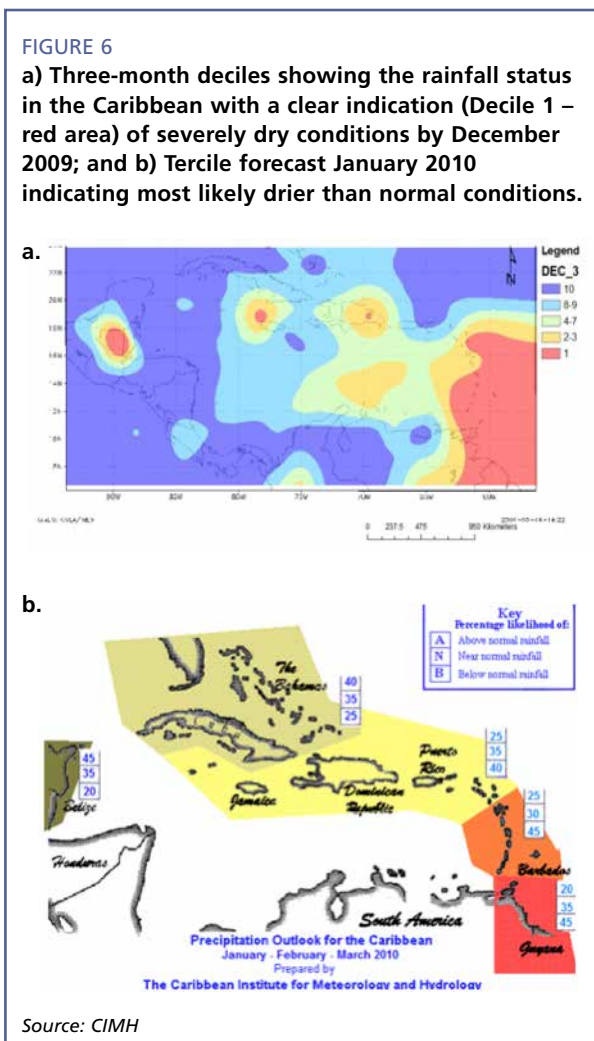 FIGURE 6
a) Three-month deciles showing the rainfall status
in the Caribbean with a clear indication (Decile 1 –
red area) of severely dry conditions by December
2009; and b) Tercile forecast January 2010
indicating most likely drier than normal conditions.
a.
Legend
DEC_3
10
8-9
4-7
2-3
1
0 237.5 475 950 Kilometers
b.
Key
Percentage likelihood of:
A Above normal rainfall
N Near normal rainfall
B Below normal rainfall
The
Bahamas
40
35
25
25
35
40
Puerto
Rico
45
35
20
Belize
Jamaica
Dominican
Republic
25
30
45
Honduras
Barbados
20
35
45
South America
Guyana
Precipitation Outlook for the Caribbean
January - February - March 2010
Prepared by
The Caribbean Institute for Meteorology and Hydrology
Source: CIMH